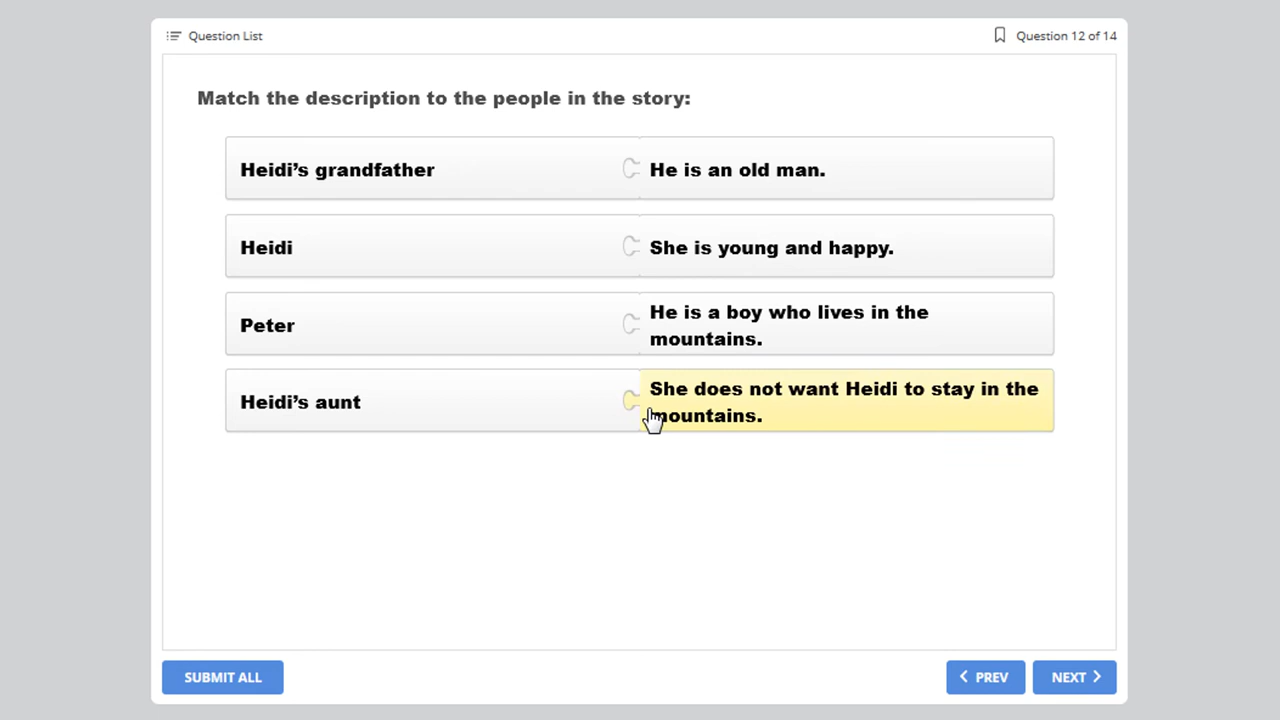 Question List
Question 12 of 14
Match the description to the people in the story:
Heidi’s grandfather
He is an old man.
Heidi
She is young and happy.
Peter
He is a boy who lives in the
mountains.
Heidi’s aunt
She does not want Heidi to stay in the
mountains.
SUBMIT ALL
PREV
NEXT